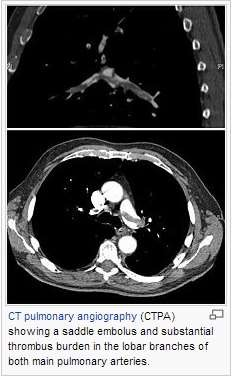 CT pulmonary angiography (CTPA)
showing a saddle embolus and substantial
thrombus burden in the lobar branches of
both main pulmonary arteries.